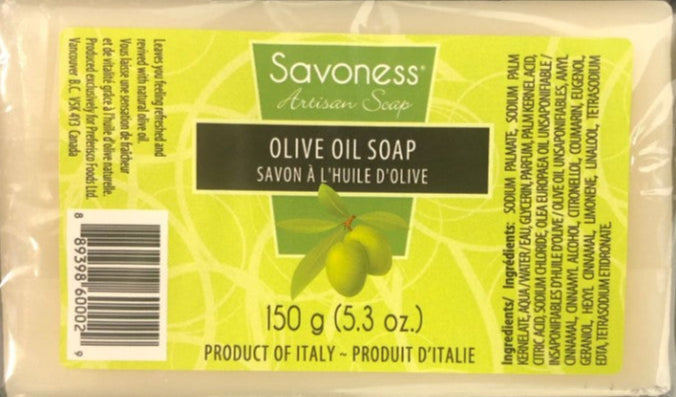 Leaves you feeling refreshed and
revived with natural olive oil.
Vous laisse une sensation de fraîcheur
et de vitalité grâce à l'huile d'olive naturelle.
Produced exclusively for Preferisco Foods Ltd.
Vancouver B.C. V5K 4Y3 Canada
8 89398 60002 9
Savoness®
Artisan Soap
OLIVE OIL SOAP
SAVON À L'HUILE D'OLIVE
150 g (5.3 oz.)
PRODUCT OF ITALY ~ PRODUIT D'ITALIE
Ingredients/ Ingrédients: SODIUM PALMATE, SODIUM PALM
KERNELATE, AQUA / WATER / EAU, GLYCERIN, PARFUM, PALM KERNEL ACID,
CITRIC ACID, SODIUM CHLORIDE, OLEA EUROPAEA OIL UNSAPONIFIABLE /
INSAPONIFIABLES D'HUILE D'OLIVE / OLIVE OIL UNSAPONIFIABLES, AMYL
CINNAMAL, CINNAMYL ALCOHOL, CITRONELLOL, COUMARIN, EUGENOL,
GERANIOL, HEXYL CINNAMAL, LIMONENE, LINALOOL, TETRASODIUM
EDTA, TETRASODIUM ETIDRONATE